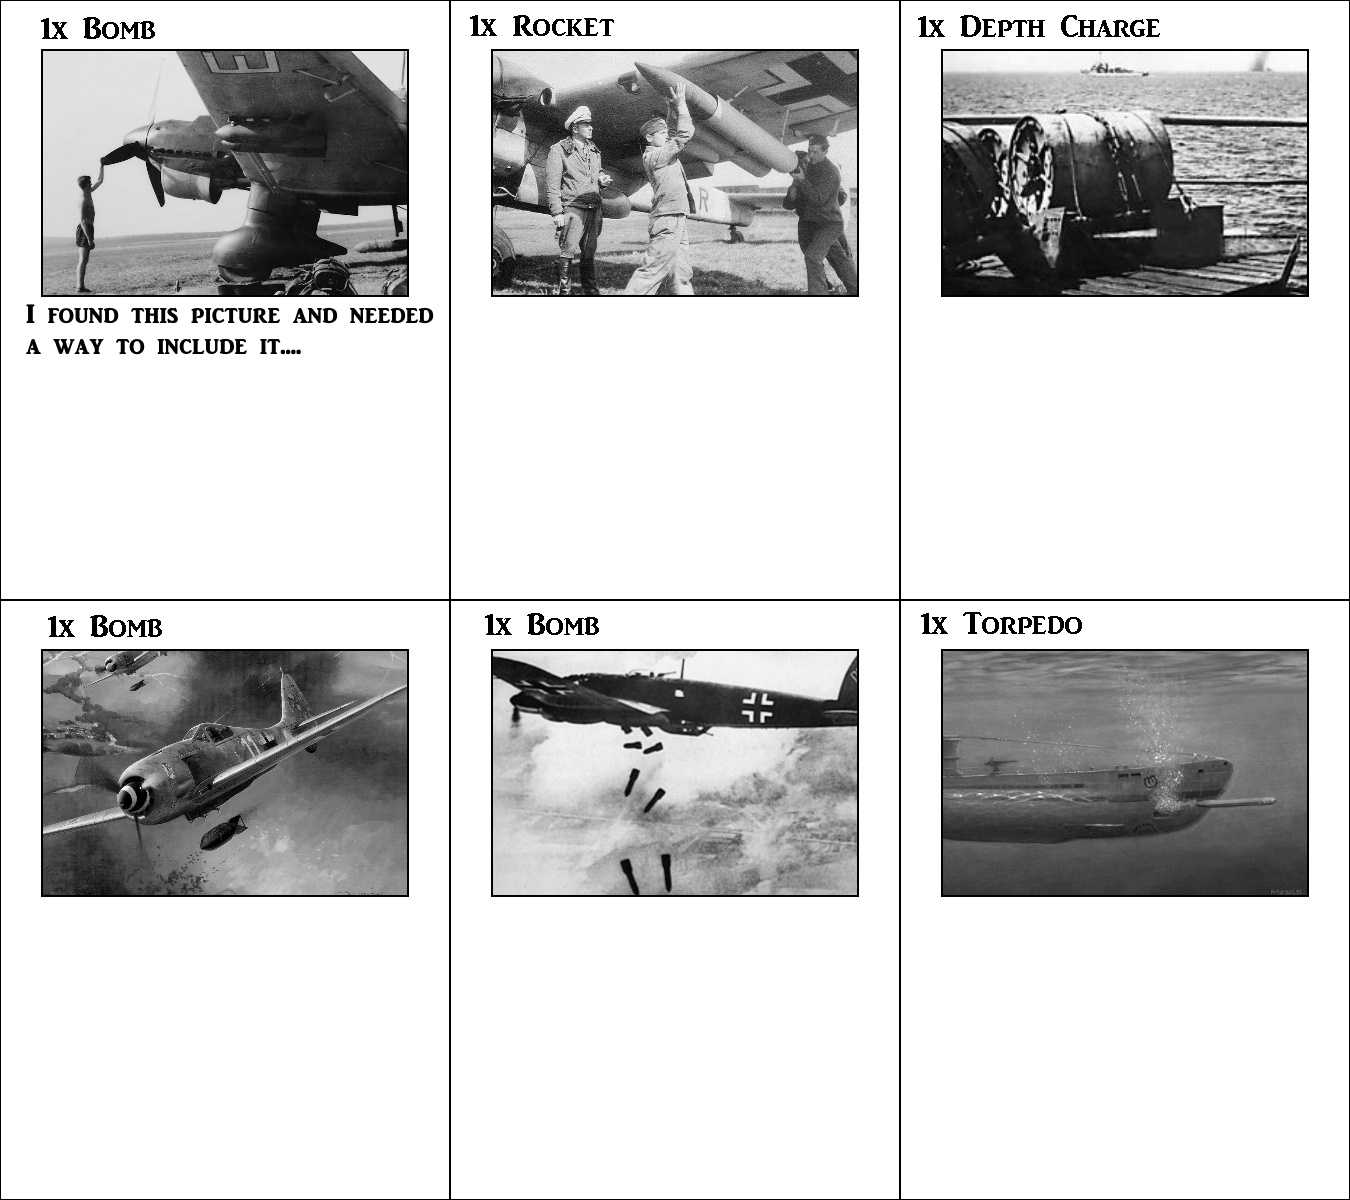 1x Bomb
1x Rocket
1x Depth Charge
I found this picture and needed
a way to include it....
E
R
1x Bomb
1x Bomb
1x Torpedo